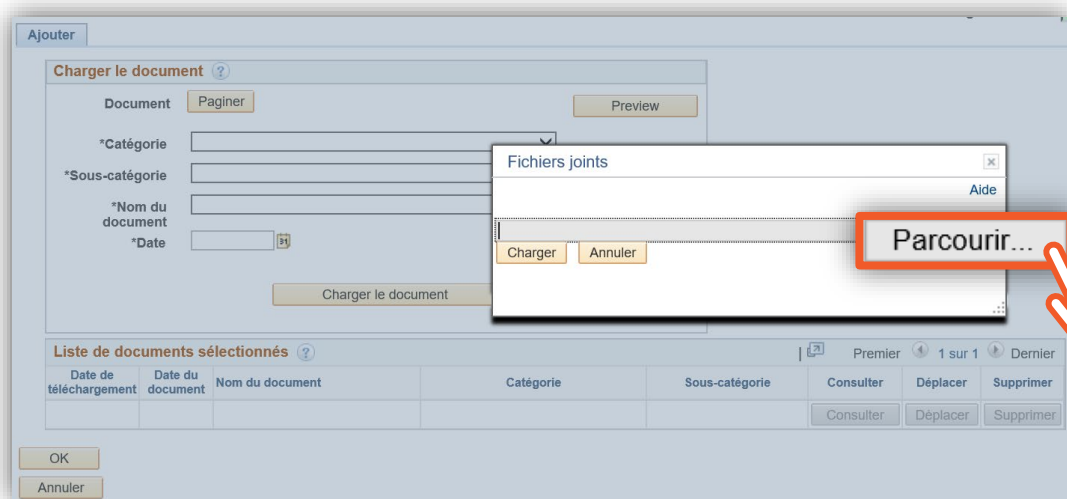 Ajouter
Charger le document ?
Document Paginer Preview
*Catégorie
Fichiers joints
Aide
*Sous-catégorie
*Nom du
document
*Date 31
Parcourir...
Charger Annuler
Charger le document
Liste de documents sélectionnés ? Premier 1 sur 1 Dernier
Date de
téléchargement
Date du
document
Nom du document Catégorie Sous-catégorie Consulter Déplacer Supprimer
Consulter Déplacer Supprimer
OK
Annuler